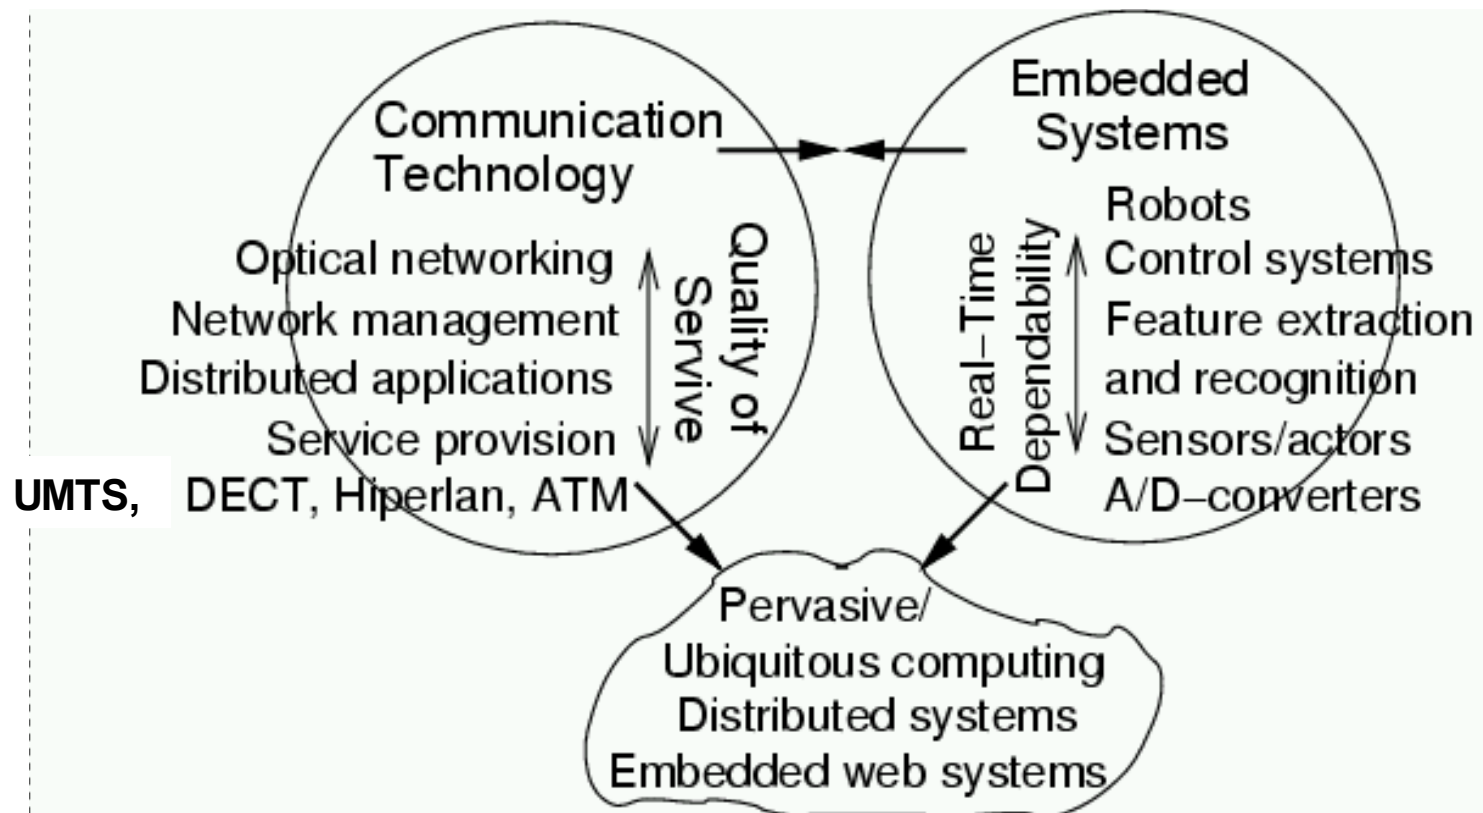 Communication
Technology
Optical networking
Network management
Distributed applications
Service provision
UMTS, DECT, Hiperlan, ATM
Quality of
Servive
Embedded
Systems
Real–Time
Dependability
Robots
Control systems
Feature extraction
and recognition
Sensors/actors
A/D–converters
Pervasive/
Ubiquitous computing
Distributed systems
Embedded web systems